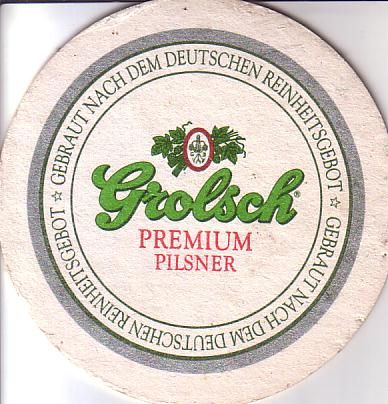 GEBRAUT NACH DEM DEUTSCHEN REINHEITSGEBOT ☆
GEBRAUT NACH DEM DEUTSCHEN REINHEITSGEBOT ☆
Grolsch®
PREMIUM
PILSNER